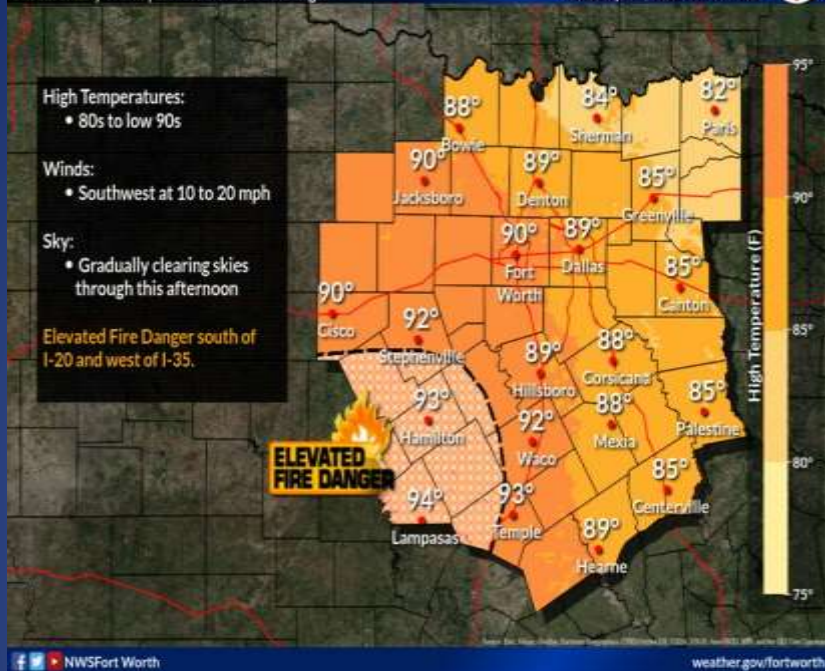 High Temperatures:
• 80s to low 90s
Winds:
• Southwest at 10 to 20 mph
Sky:
• Gradually clearing skies
through this afternoon
Elevated Fire Danger south of
I-20 and west of I-35.
88°
Bowie
84°
Sherman
82°
Paris
90°
Jacksboro
89°
Denton
85°
Greenville
90°
Fort
Worth
89°
Dallas
85°
Canton
90°
Cisco
92°
Stephenville
89°
Hillsboro
88°
Corsicana
93°
Hamilton
92°
Waco
88°
Mexia
85°
Palestine
ELEVATED
FIRE DANGER
94°
Lampasas
93°
Temple
85°
Centerville
89°
Hearne
High Temperature (F)
95°
90°
85°
80°
75°
NWSFort Worth
weather.gov/fortworth